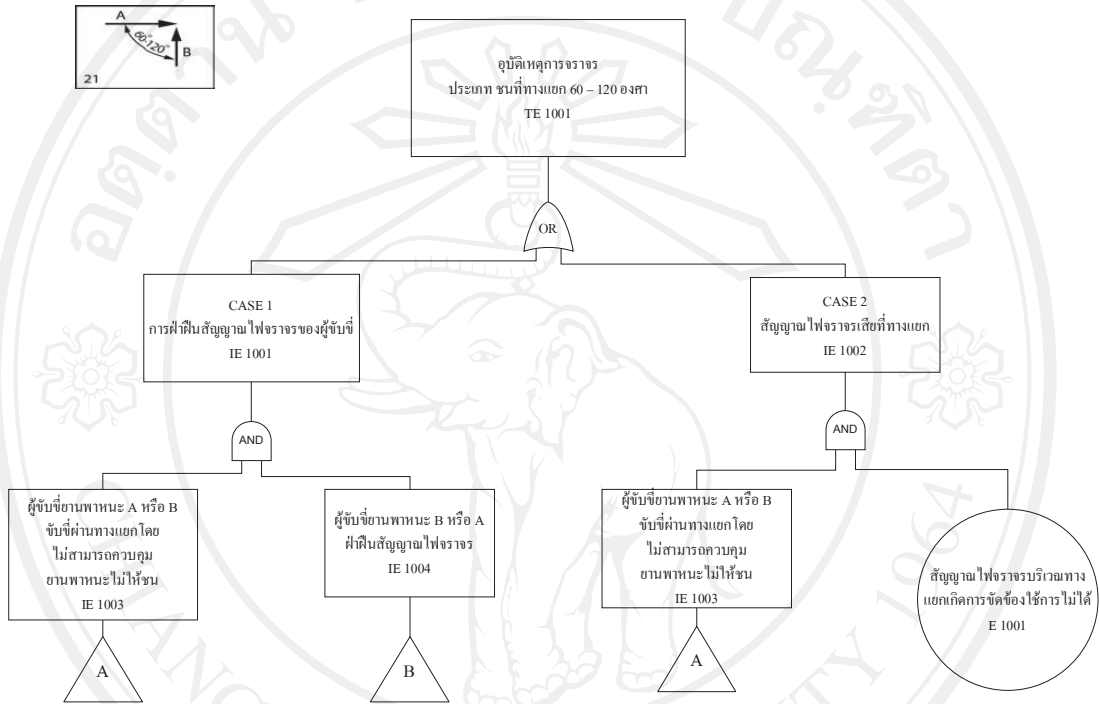 A
60-120°
B
21
อุบัติเหตุการจราจร
ประเภท ชนที่ทางแยก 60 – 120 องศา
TE 1001
OR
CASE 1
การฝ่าฝืนสัญญาณไฟจราจรของผู้ขับขี่
IE 1001
CASE 2
สัญญาณไฟจราจรเสียที่ทางแยก
IE 1002
AND
AND
ผู้ขับขี่ยานพาหนะ A หรือ B
ขับขี่ผ่านทางแยกโดย
ไม่สามารถควบคุม
ยานพาหนะไม่ให้ชน
IE 1003
ผู้ขับขี่ยานพาหนะ B หรือ A
ฝ่าฝืนสัญญาณไฟจราจร
IE 1004
ผู้ขับขี่ยานพาหนะ A หรือ B
ขับขี่ผ่านทางแยกโดย
ไม่สามารถควบคุม
ยานพาหนะไม่ให้ชน
IE 1003
สัญญาณไฟจราจรบริเวณทาง
แยกเกิดการขัดข้องใช้การไม่ได้
E 1001
A
B
A